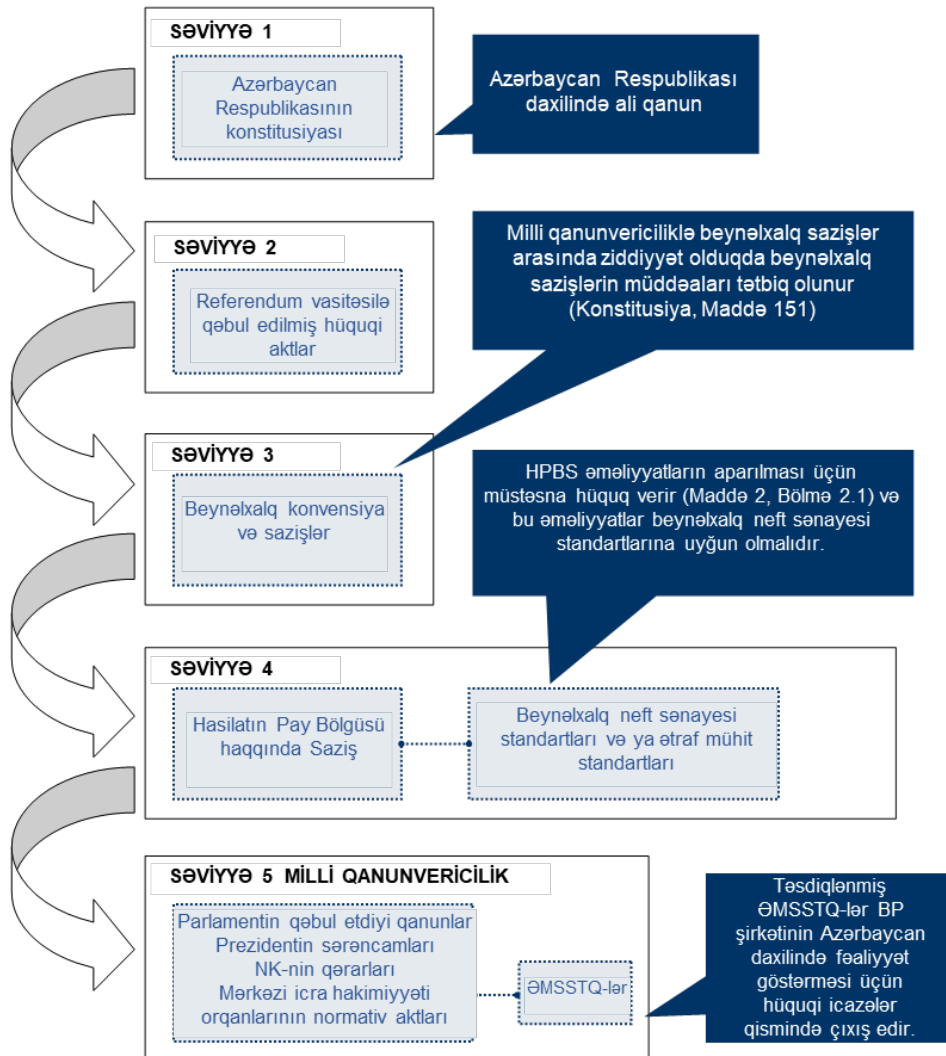 SƏVİYYƏ 1
Azərbaycan
Respublikasının
konstitusiyası
Azərbaycan Respublikası
daxilində ali qanun
SƏVİYYƏ 2
Referendum vasitəsilə
qəbul edilmiş hüquqi
aktlar
Milli qanunvericiliklə beynəlxalq sazişlər
arasında ziddiyyət olduqda beynəlxalq
sazişlərin müddəaları tətbiq olunur
(Konstitusiya, Maddə 151)
SƏVİYYƏ 3
Beynəlxalq konvensiya
və sazişlər
HPBS əməliyyatların aparılması üçün
müstəsna hüquq verir (Maddə 2, Bölmə 2.1) və
bu əməliyyatlar beynəlxalq neft sənayesi
standartlarına uyğun olmalıdır.
SƏVİYYƏ 4
Hasilatın Pay Bölgüsü
haqqında Saziş
Beynəlxalq neft sənayesi
standartları və ya ətraf mühit
standartları
SƏVİYYƏ 5 MİLLİ QANUNVERİCİLİK
Parlamentin qəbul etdiyi qanunlar
Prezidentin sərəncamları
NK-nin qərarları
Mərkəzi icra hakimiyyəti
orqanlarının normativ aktları
ƏMSSTQ-lər
Təsdiqlənmiş
ƏMSSTQ-lər BP
şirkətinin Azərbaycan
daxilində fəaliyyət
göstərməsi üçün
hüquqi icazələr
qismində çıxış edir.